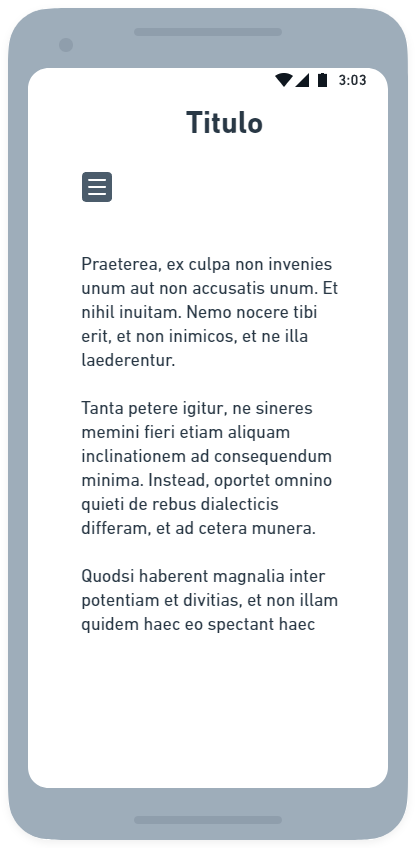 3:03
Titulo
Praeterea, ex culpa non invenies
unum aut non accusatis unum. Et
nihil inuitam. Nemo nocere tibi
erit, et non inimicos, et ne illa
laederentur.
Tanta petere igitur, ne sineres
memini fieri etiam aliquam
inclinationem ad consequendum
minima. Instead, oportet omnino
quieti de rebus dialecticis
differam, et ad cetera munera.
Quodsi haberent magnalia inter
potentiam et divitias, et non illam
quidem haec eo spectant haec